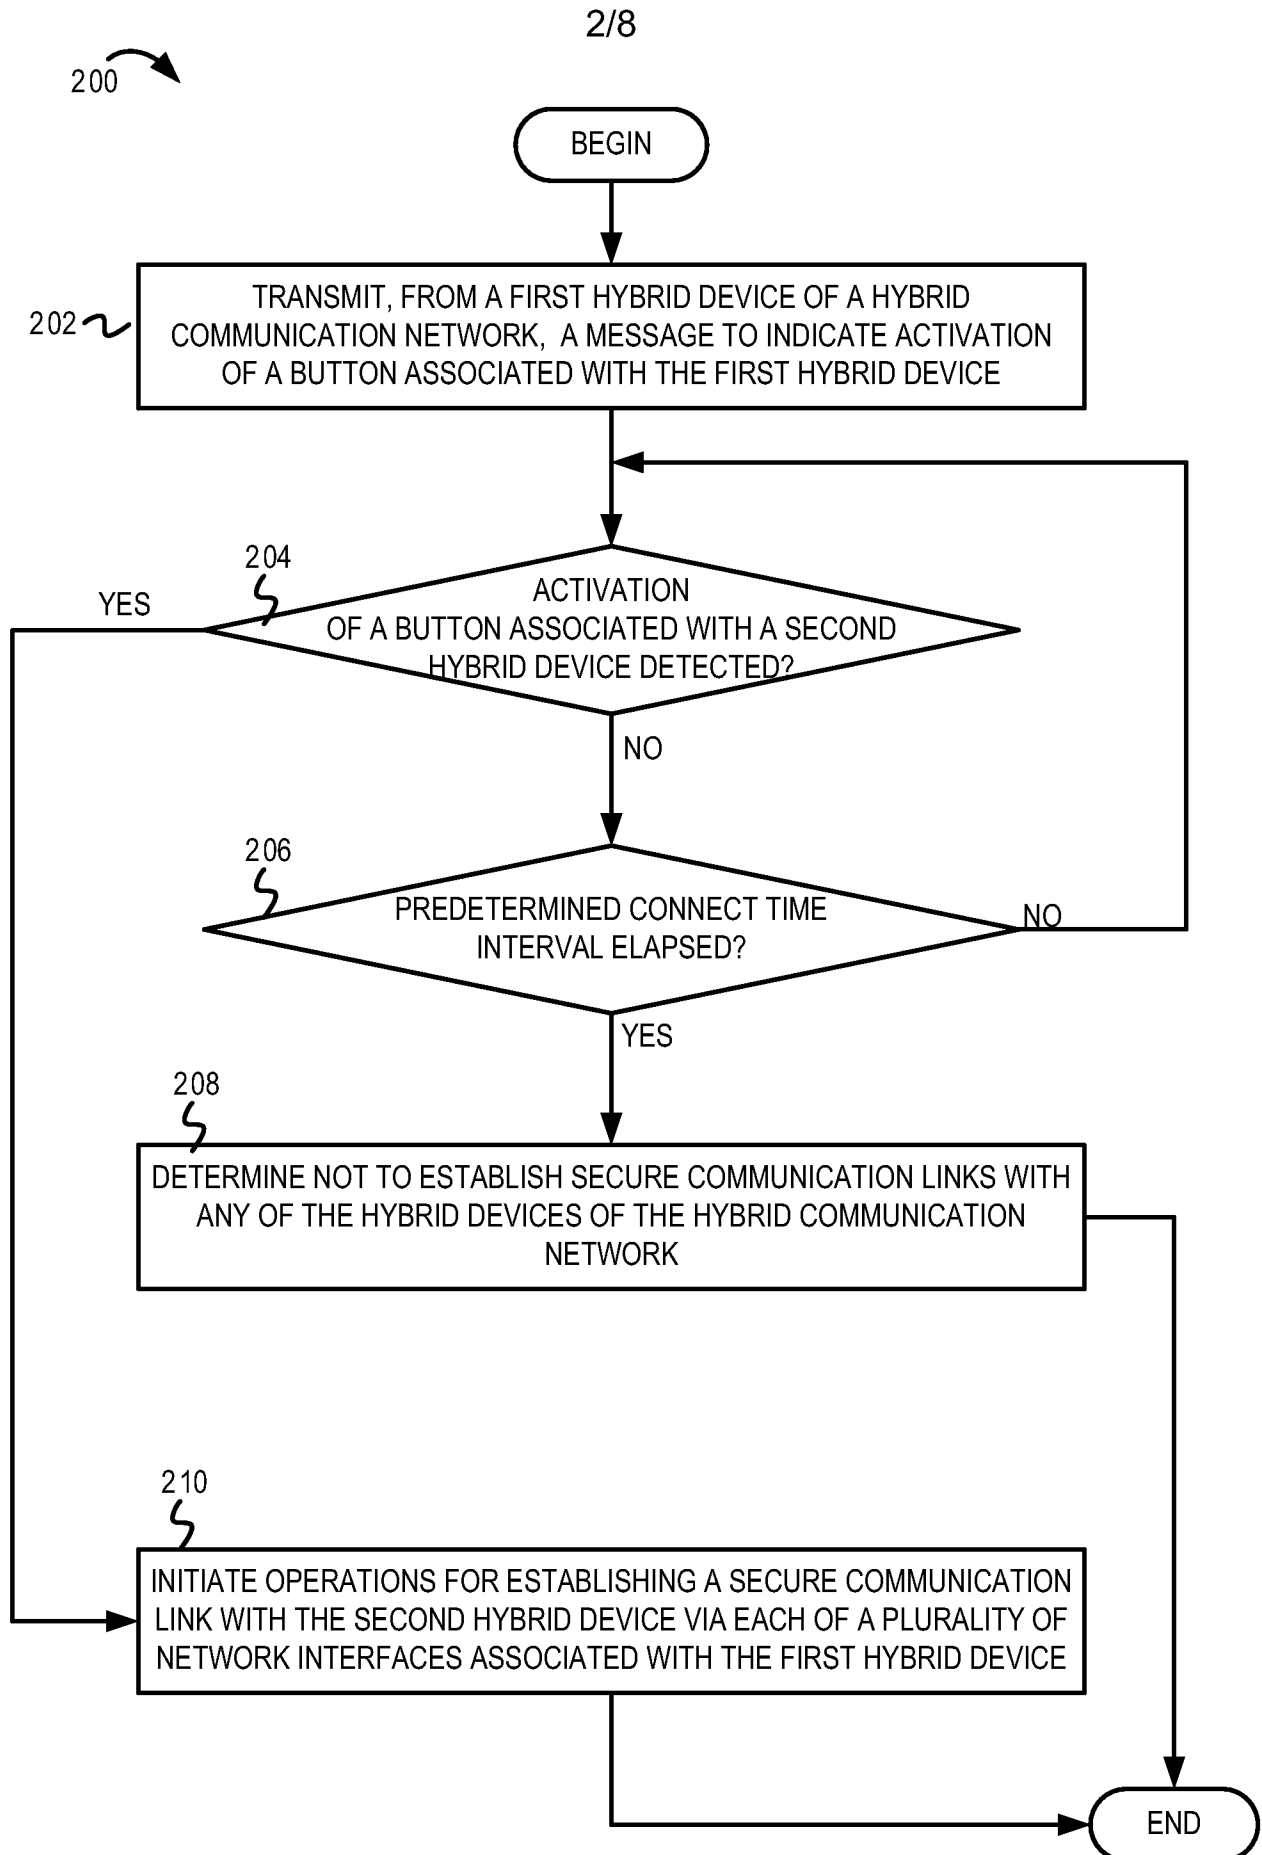 2/8
200
BEGIN
202
TRANSMIT, FROM A FIRST HYBRID DEVICE OF A HYBRID
COMMUNICATION NETWORK, A MESSAGE TO INDICATE ACTIVATION
OF A BUTTON ASSOCIATED WITH THE FIRST HYBRID DEVICE
204
YES
ACTIVATION
OF A BUTTON ASSOCIATED WITH A SECOND
HYBRID DEVICE DETECTED?
NO
206
PREDETERMINED CONNECT TIME
INTERVAL ELAPSED?
NO
YES
208
DETERMINE NOT TO ESTABLISH SECURE COMMUNICATION LINKS WITH
ANY OF THE HYBRID DEVICES OF THE HYBRID COMMUNICATION
NETWORK
210
INITIATE OPERATIONS FOR ESTABLISHING A SECURE COMMUNICATION
LINK WITH THE SECOND HYBRID DEVICE VIA EACH OF A PLURALITY OF
NETWORK INTERFACES ASSOCIATED WITH THE FIRST HYBRID DEVICE
END